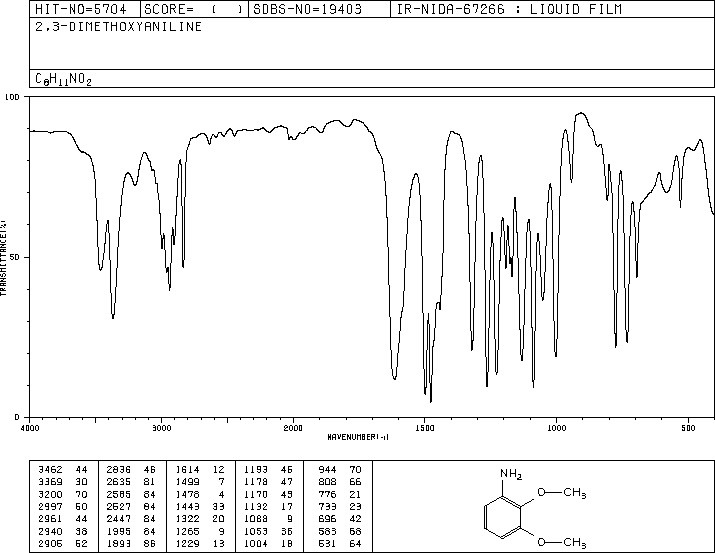 HIT-NO=5704 SCORE= ( ) SDBS-NO=19403 IR-NIDA-67266 : LIQUID FILM
2,3-DIMETHOXYANILINE
C8H11NO2
100
50
0
TRANSMITTANCE(%)
4000 3000 2000 1500 1000 500
WAVENUMBER(-1)
3462 44 2836 46 1614 12 1193 46 944 70
3369 30 2635 81 1499 7 1178 47 808 66
3200 70 2585 84 1478 4 1170 43 776 21
2997 50 2527 84 1443 33 1132 17 733 23
2961 44 2447 84 1322 20 1088 9 696 42
2940 38 1995 84 1265 9 1053 36 583 68
2905 52 1893 86 1229 13 1004 18 531 64
NH2
O—CH3
O—CH3